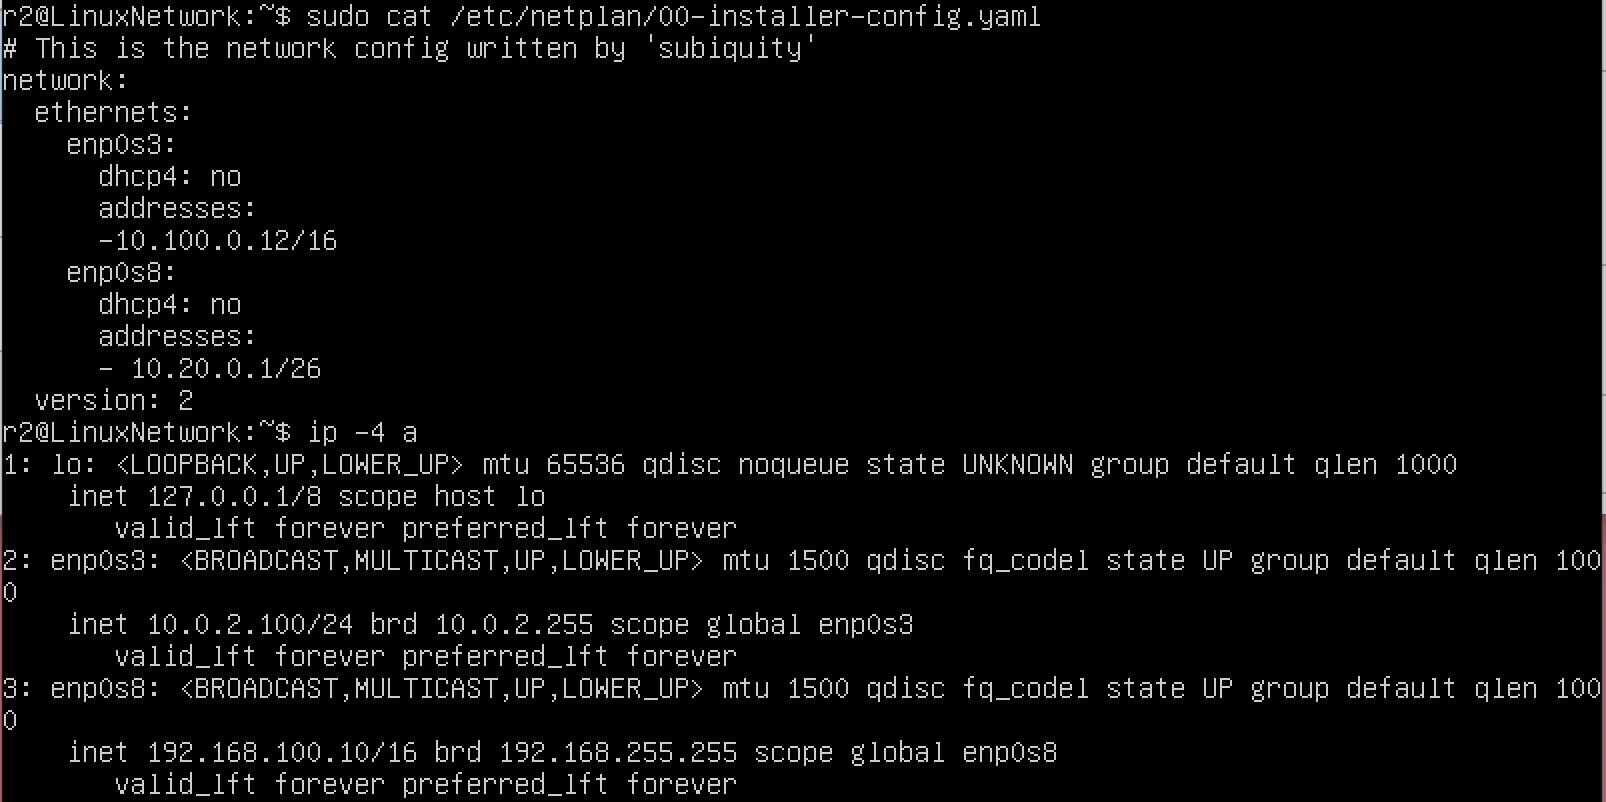 r2@LinuxNetwork:~$ sudo cat /etc/netplan/00-installer-config.yaml
# This is the network config written by 'subiquity'
network:
  ethernets:
    enp0s3:
      dhcp4: no
      addresses:
      -10.100.0.12/16
    enp0s8:
      dhcp4: no
      addresses:
      - 10.20.0.1/26
  version: 2
r2@LinuxNetwork:~$ ip -4 a
1: lo: <LOOPBACK,UP,LOWER_UP> mtu 65536 qdisc noqueue state UNKNOWN group default qlen 1000
    inet 127.0.0.1/8 scope host lo
       valid_lft forever preferred_lft forever
2: enp0s3: <BROADCAST,MULTICAST,UP,LOWER_UP> mtu 1500 qdisc fq_codel state UP group default qlen 100
0
    inet 10.0.2.100/24 brd 10.0.2.255 scope global enp0s3
       valid_lft forever preferred_lft forever
3: enp0s8: <BROADCAST,MULTICAST,UP,LOWER_UP> mtu 1500 qdisc fq_codel state UP group default qlen 100
0
    inet 192.168.100.10/16 brd 192.168.255.255 scope global enp0s8
       valid_lft forever preferred_lft forever